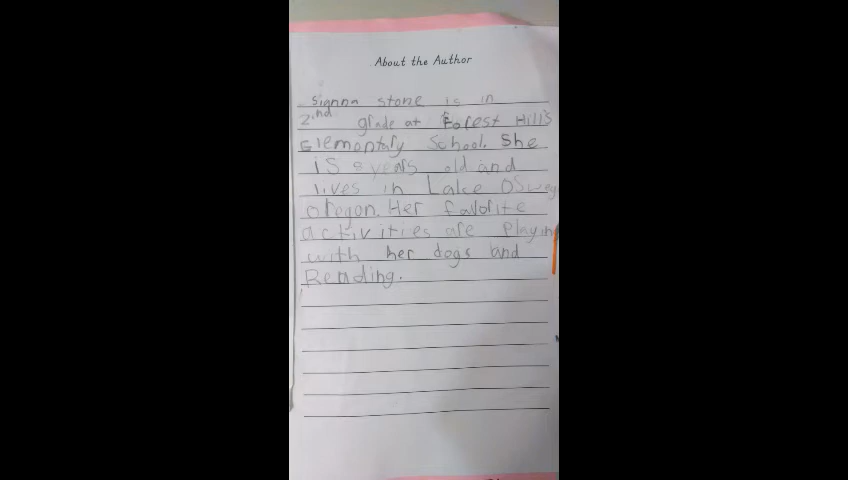 About the Author
Sianna stone is in
2nd grade at Forest Hill's
Elementary School. She
is 8 years old and
lives in Lake Oswego
oregon. Her favorite
activities are playing
with her dogs and
Reading.